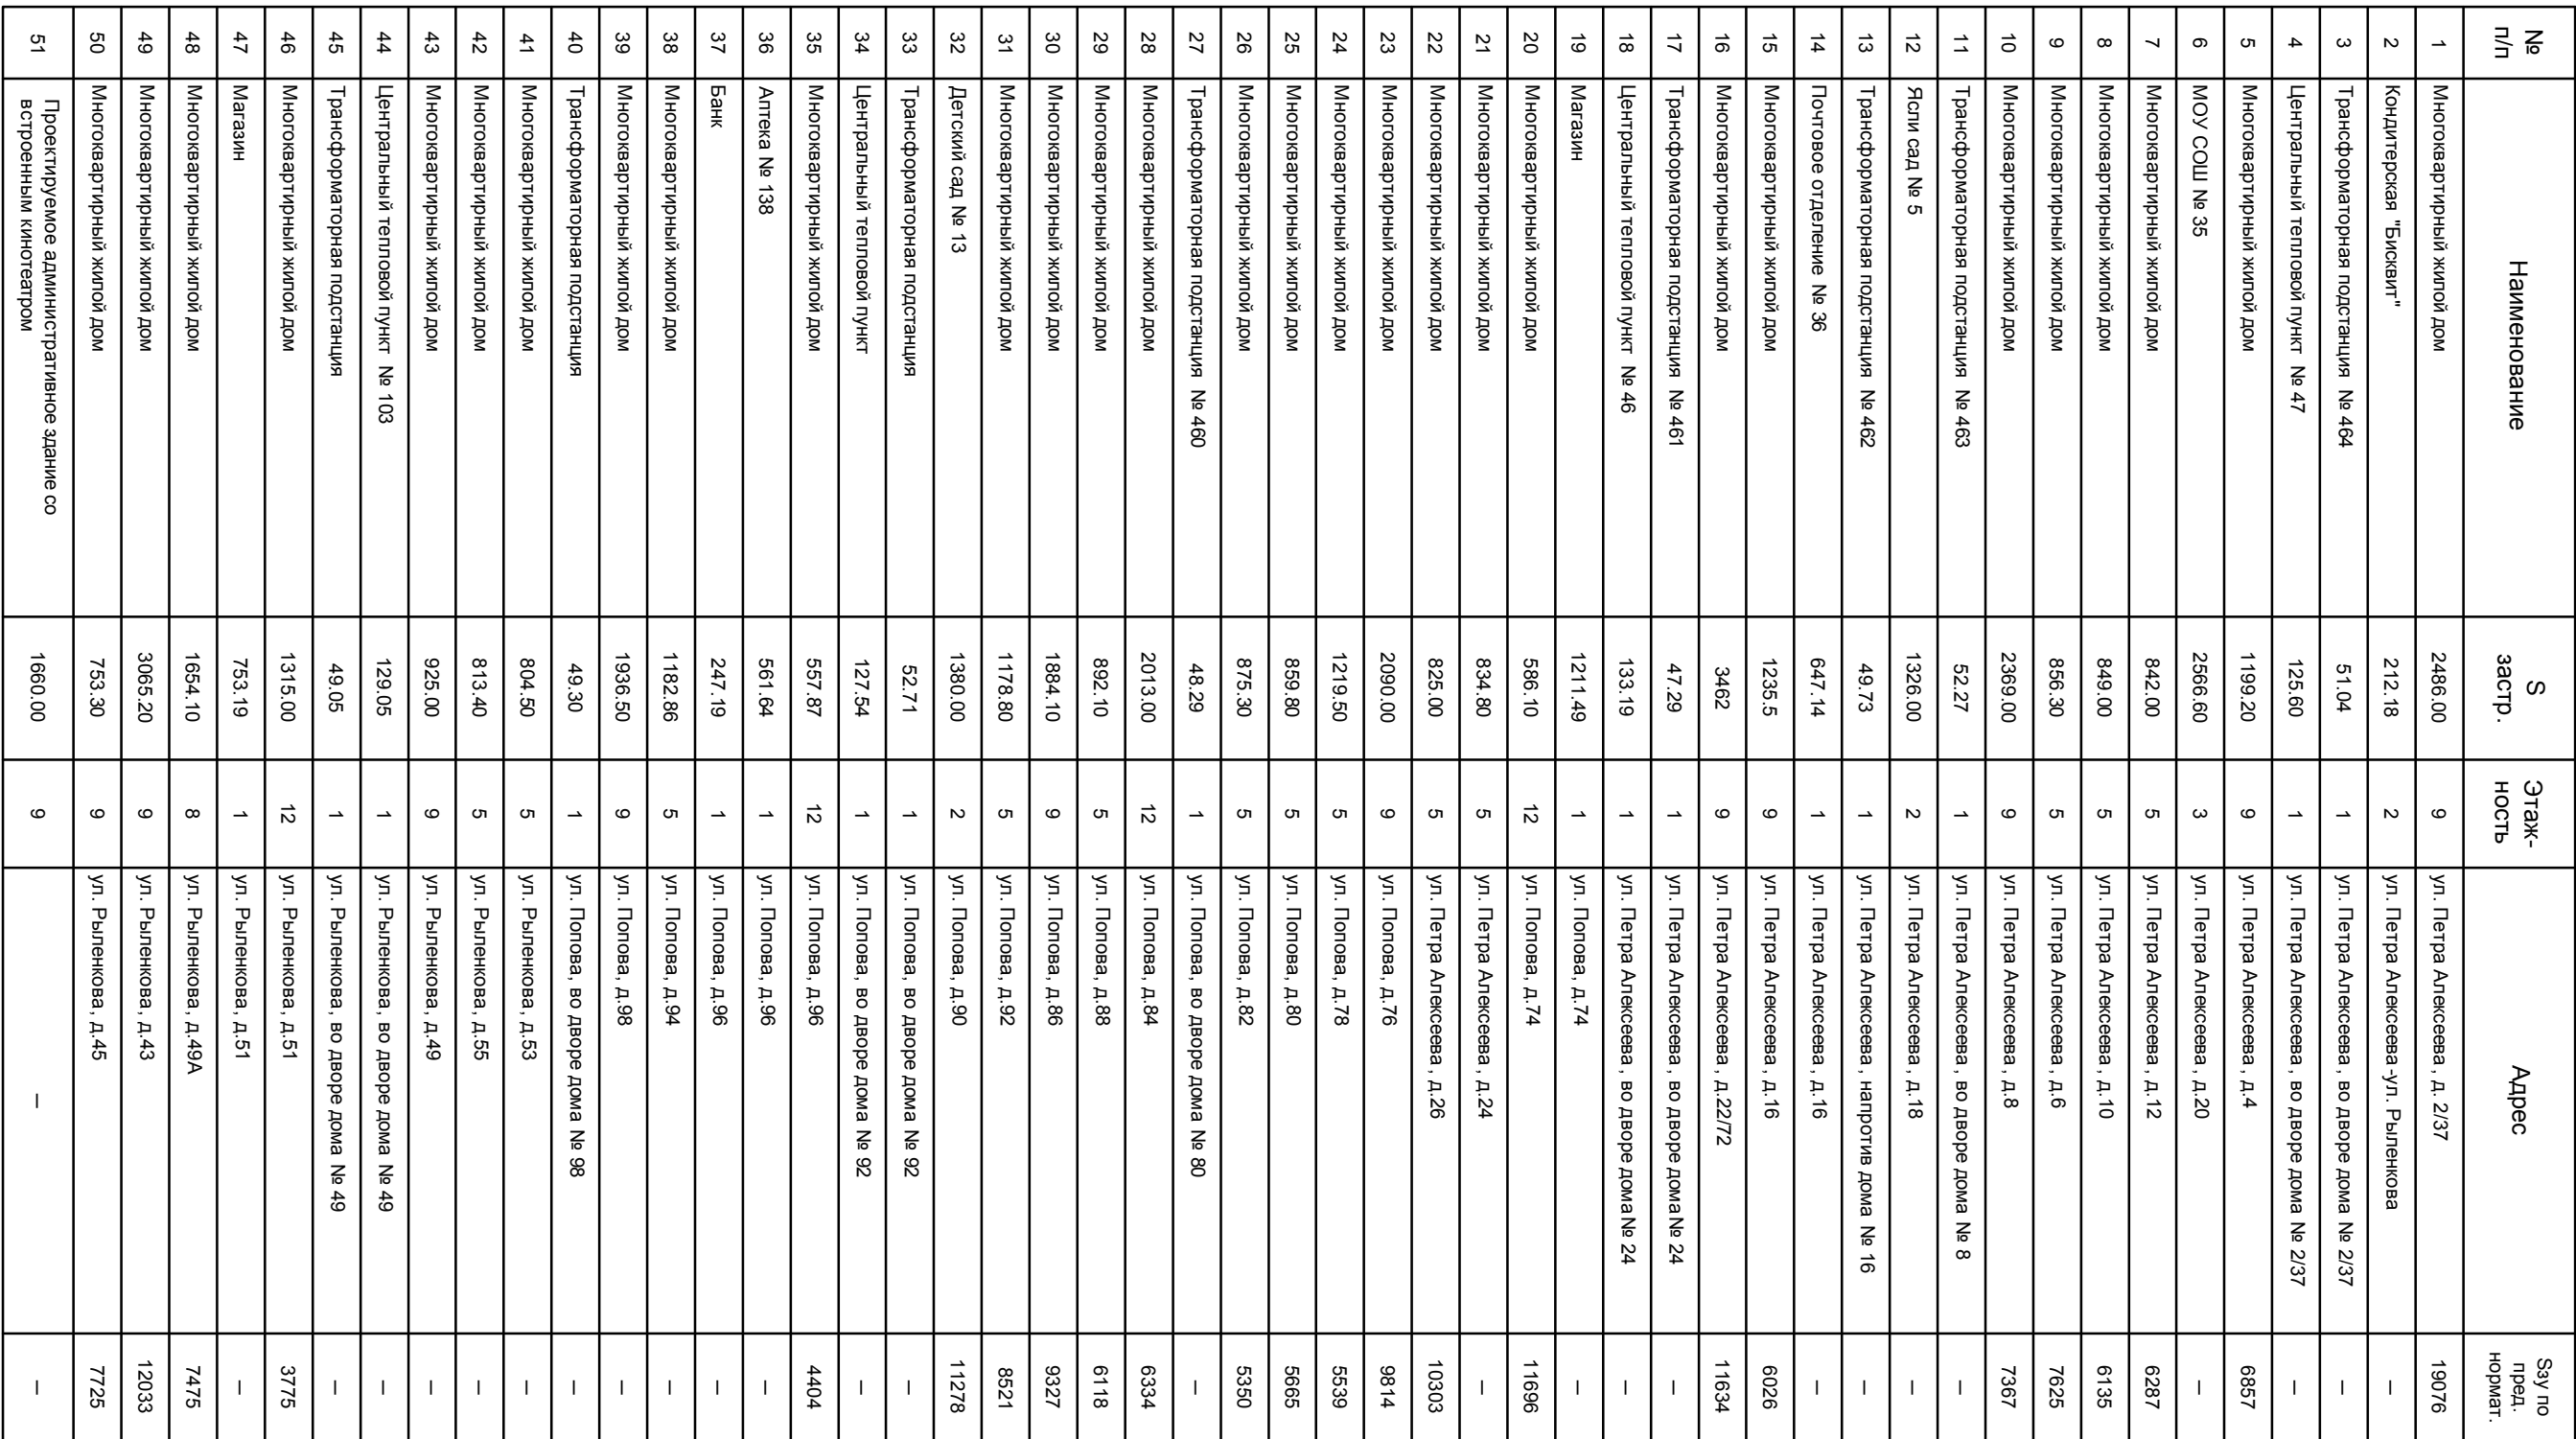 № п/п Наименование S застр. Этаж-ность Адрес Sзу по пред. нормат.
1 Многоквартирный жилой дом 2486.00 9 ул. Петра Алексеева , д. 2/37 19076
2 Кондитерская "Бисквит" 212.18 2 ул. Петра Алексеева -ул. Рыленкова –
3 Трансформаторная подстанция № 464 51.04 1 ул. Петра Алексеева , во дворе дома № 2/37 –
4 Центральный тепловой пункт № 47 125.60 1 ул. Петра Алексеева , во дворе дома № 2/37 –
5 Многоквартирный жилой дом 1199.20 9 ул. Петра Алексеева , д.4 6857
6 МОУ СОШ № 35 2566.60 3 ул. Петра Алексеева , д.20 –
7 Многоквартирный жилой дом 842.00 5 ул. Петра Алексеева , д.12 6287
8 Многоквартирный жилой дом 849.00 5 ул. Петра Алексеева , д.10 6135
9 Многоквартирный жилой дом 856.30 5 ул. Петра Алексеева , д.6 7625
10 Многоквартирный жилой дом 2369.00 9 ул. Петра Алексеева , д.8 7367
11 Трансформаторная подстанция № 463 52.27 1 ул. Петра Алексеева , во дворе дома № 8 –
12 Ясли сад № 5 1326.00 2 ул. Петра Алексеева , д.18 –
13 Трансформаторная подстанция № 462 49.73 1 ул. Петра Алексеева , напротив дома № 16 –
14 Почтовое отделение № 36 647.14 1 ул. Петра Алексеева , д.16 –
15 Многоквартирный жилой дом 1235.5 9 ул. Петра Алексеева , д.16 6026
16 Многоквартирный жилой дом 3462 9 ул. Петра Алексеева , д.22/72 11634
17 Трансформаторная подстанция № 461 47.29 1 ул. Петра Алексеева , во дворе дома№ 24 –
18 Центральный тепловой пункт № 46 133.19 1 ул. Петра Алексеева , во дворе дома№ 24 –
19 Магазин 1211.49 1 ул. Попова, д.74 –
20 Многоквартирный жилой дом 586.10 12 ул. Попова, д.74 11696
21 Многоквартирный жилой дом 834.80 5 ул. Петра Алексеева , д.24 –
22 Многоквартирный жилой дом 825.00 5 ул. Петра Алексеева , д.26 10303
23 Многоквартирный жилой дом 2090.00 9 ул. Попова, д.76 9814
24 Многоквартирный жилой дом 1219.50 5 ул. Попова, д.78 5539
25 Многоквартирный жилой дом 859.80 5 ул. Попова, д.80 5665
26 Многоквартирный жилой дом 875.30 5 ул. Попова, д.82 5350
27 Трансформаторная подстанция № 460 48.29 1 ул. Попова, во дворе дома № 80 –
28 Многоквартирный жилой дом 2013.00 12 ул. Попова, д.84 6334
29 Многоквартирный жилой дом 892.10 5 ул. Попова, д.88 6118
30 Многоквартирный жилой дом 1884.10 9 ул. Попова, д.86 9327
31 Многоквартирный жилой дом 1178.80 5 ул. Попова, д.92 8521
32 Детский сад № 13 1380.00 2 ул. Попова, д.90 11278
33 Трансформаторная подстанция 52.71 1 ул. Попова, во дворе дома № 92 –
34 Центральный тепловой пункт 127.54 1 ул. Попова, во дворе дома № 92 –
35 Многоквартирный жилой дом 557.87 12 ул. Попова, д.96 4404
36 Аптека № 138 561.64 1 ул. Попова, д.96 –
37 Банк 247.19 1 ул. Попова, д.96 –
38 Многоквартирный жилой дом 1182.86 5 ул. Попова, д.94 –
39 Многоквартирный жилой дом 1936.50 9 ул. Попова, д.98 –
40 Трансформаторная подстанция 49.30 1 ул. Попова, во дворе дома № 98 –
41 Многоквартирный жилой дом 804.50 5 ул. Рыленкова, д.53 –
42 Многоквартирный жилой дом 813.40 5 ул. Рыленкова, д.55 –
43 Многоквартирный жилой дом 925.00 9 ул. Рыленкова, д.49 –
44 Центральный тепловой пункт № 103 129.05 1 ул. Рыленкова, во дворе дома № 49 –
45 Трансформаторная подстанция 49.05 1 ул. Рыленкова, во дворе дома № 49 –
46 Многоквартирный жилой дом 1315.00 12 ул. Рыленкова, д.51 3775
47 Магазин 753.19 1 ул. Рыленкова, д.51 –
48 Многоквартирный жилой дом 1654.10 8 ул. Рыленкова, д.49А 7475
49 Многоквартирный жилой дом 3065.20 9 ул. Рыленкова, д.43 12033
50 Многоквартирный жилой дом 753.30 9 ул. Рыленкова, д.45 7725
51 Проектируемое административное здание со встроенным кинотеатром 1660.00 9 – –